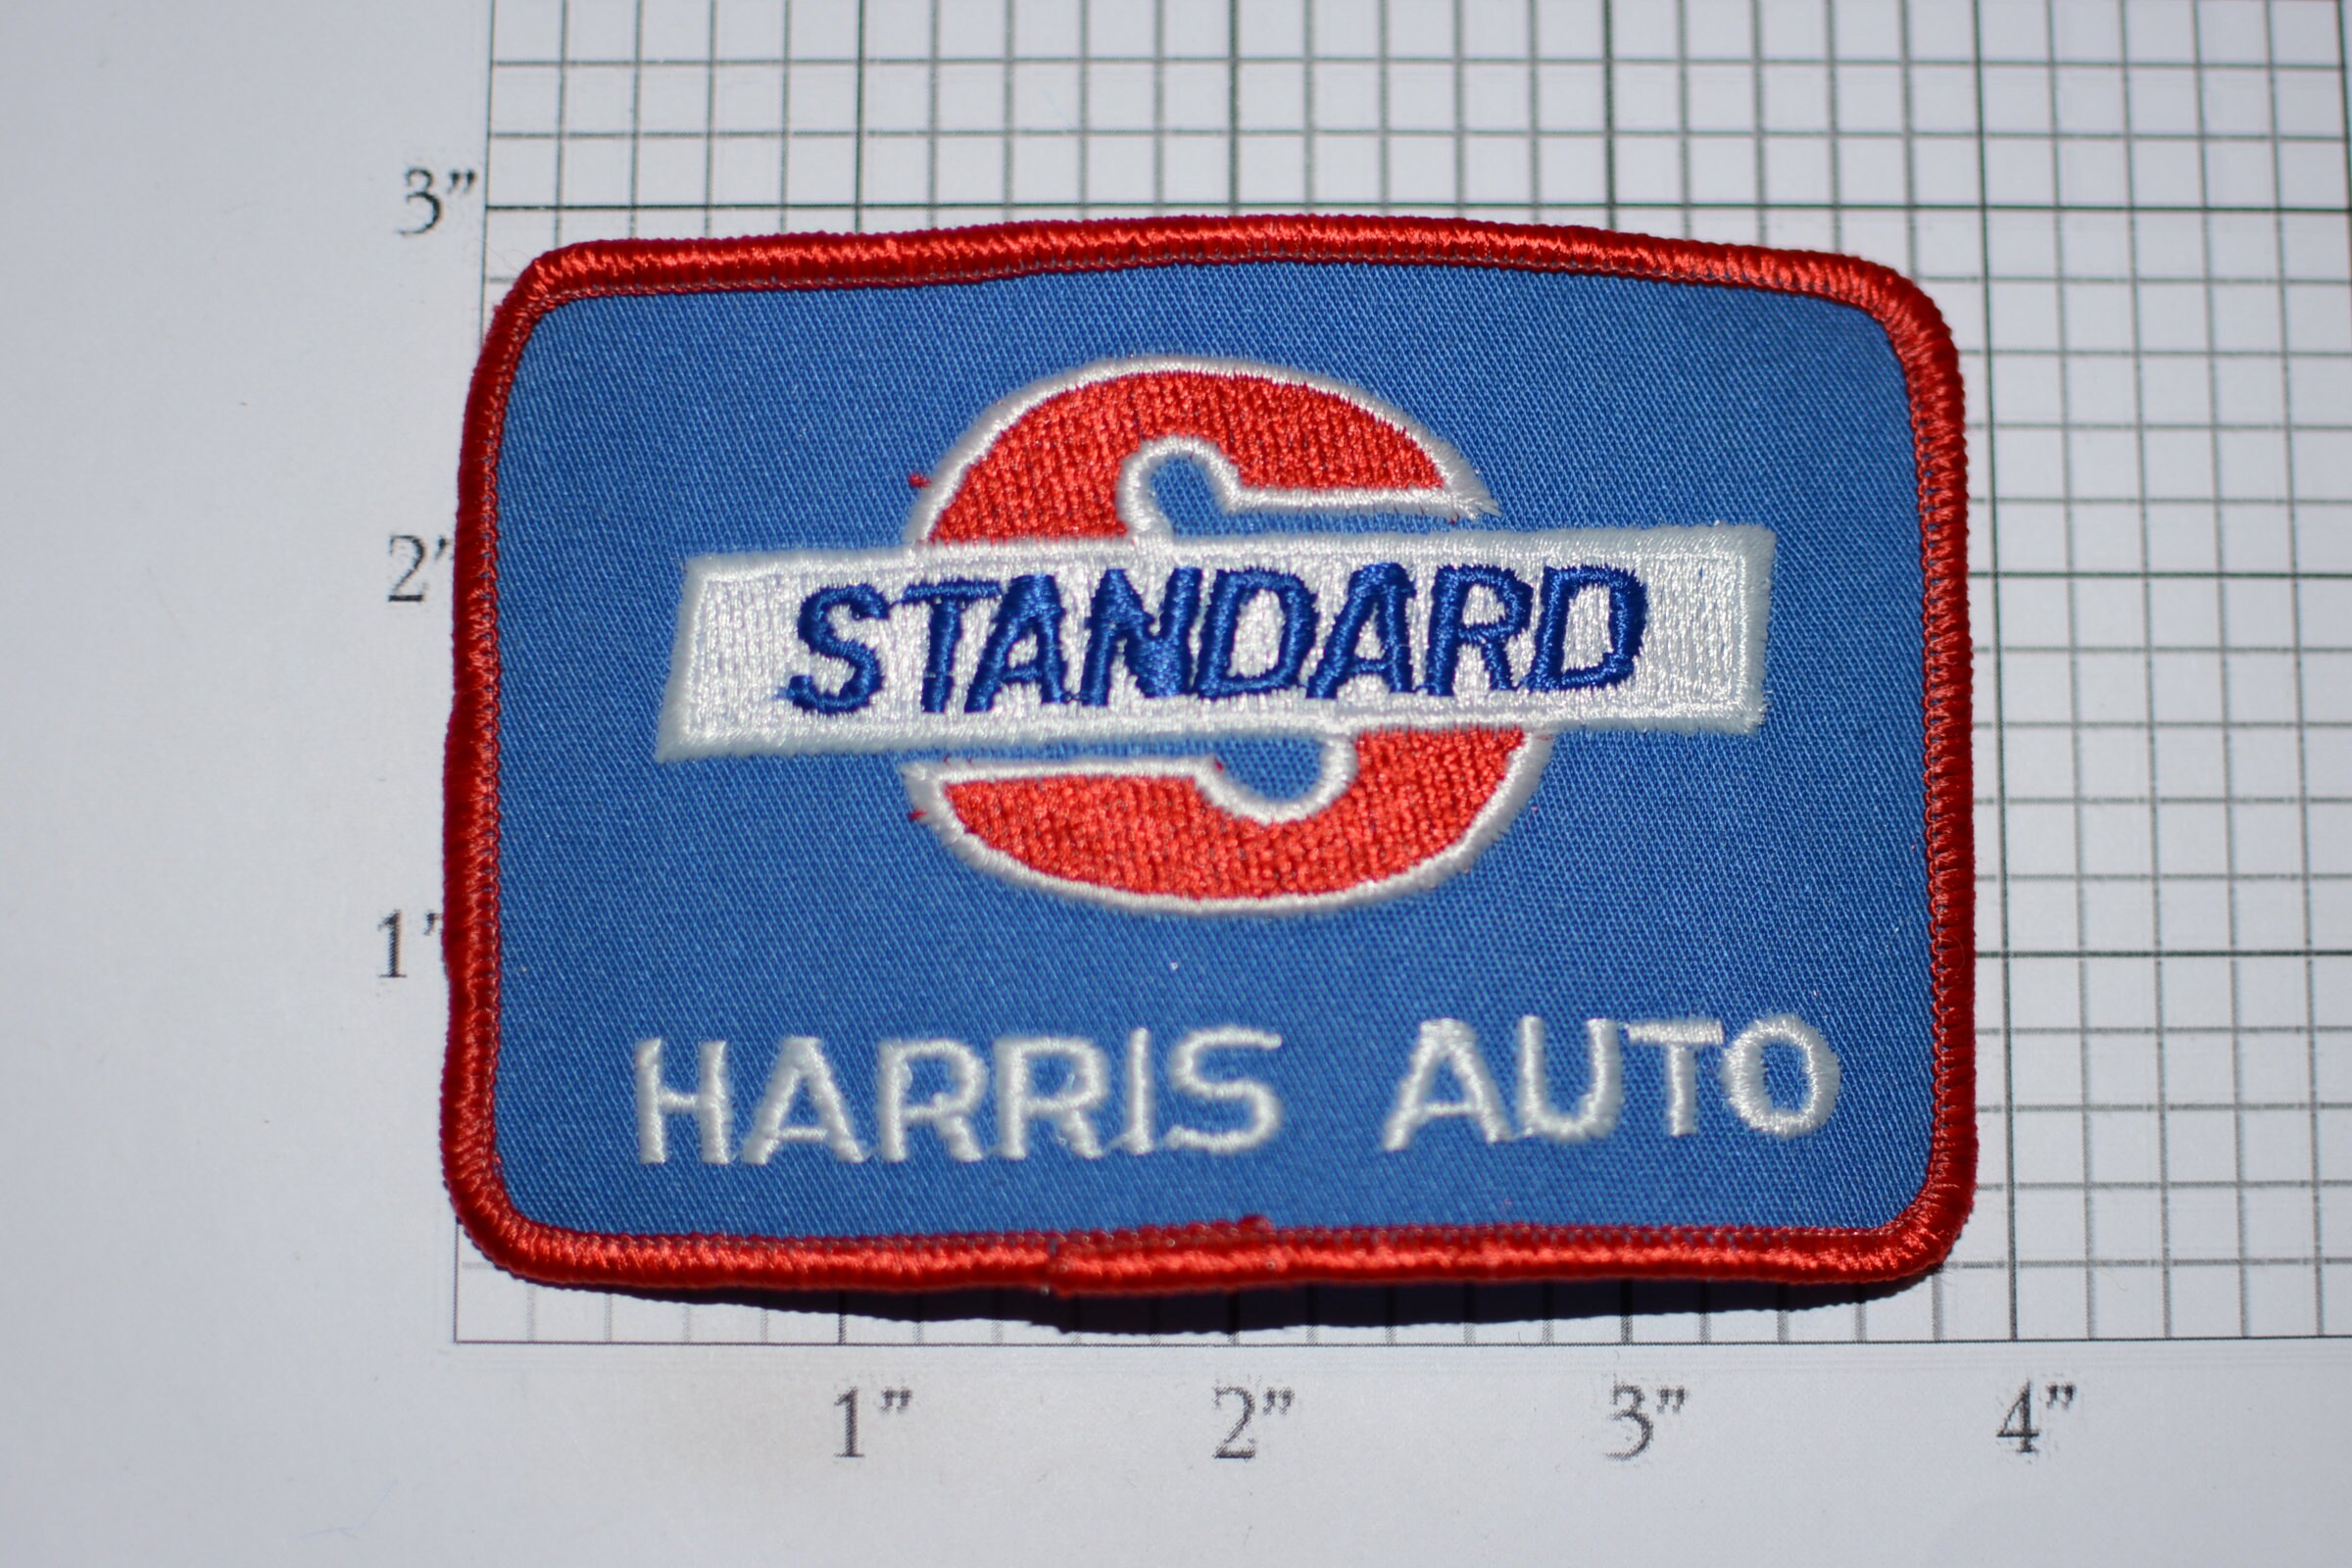 3”
2”
1”
S
STANDARD
HARRIS AUTO
1” 2” 3” 4”